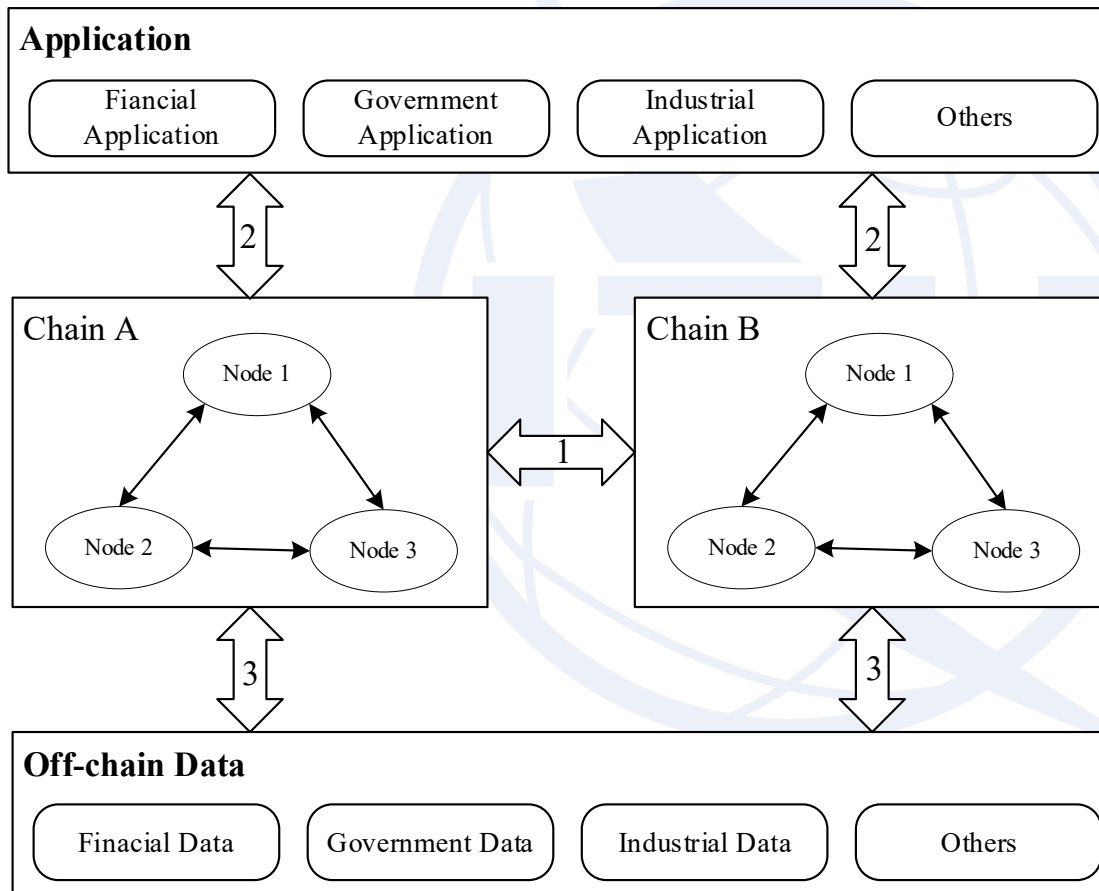 Application
Fiancial
Application
Government
Application
Industrial
Application
Others
2
2
Chain A
Node 1
Node 2
Node 3
1
Chain B
Node 1
Node 2
Node 3
3
3
Off-chain Data
Finacial Data
Government Data
Industrial Data
Others